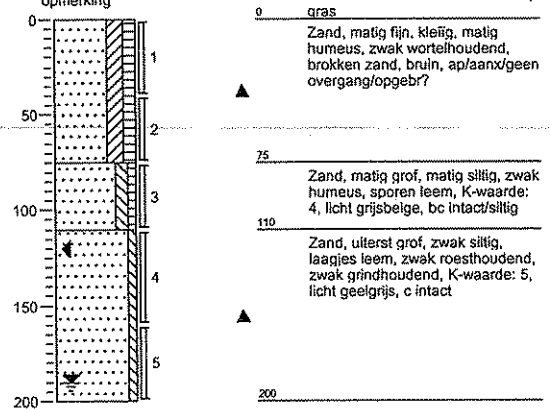 opmerking
0
50
100
150
200
1
2
3
4
5
0
gras
Zand, matig fijn, kleiïg, matig
humeus, zwak wortelhoudend,
brokken zand, bruin, ap/aanx/geen
overgang/opgebr?
75
Zand, matig grof, matig siltig, zwak
humeus, sporen leem, K-waarde:
4, licht grijsbeige, bc intact/siltig
110
Zand, uiterst grof, zwak siltig,
laagjes leem, zwak roesthoudend,
zwak grindhoudend, K-waarde: 5,
licht geelgrijs, c intact
200